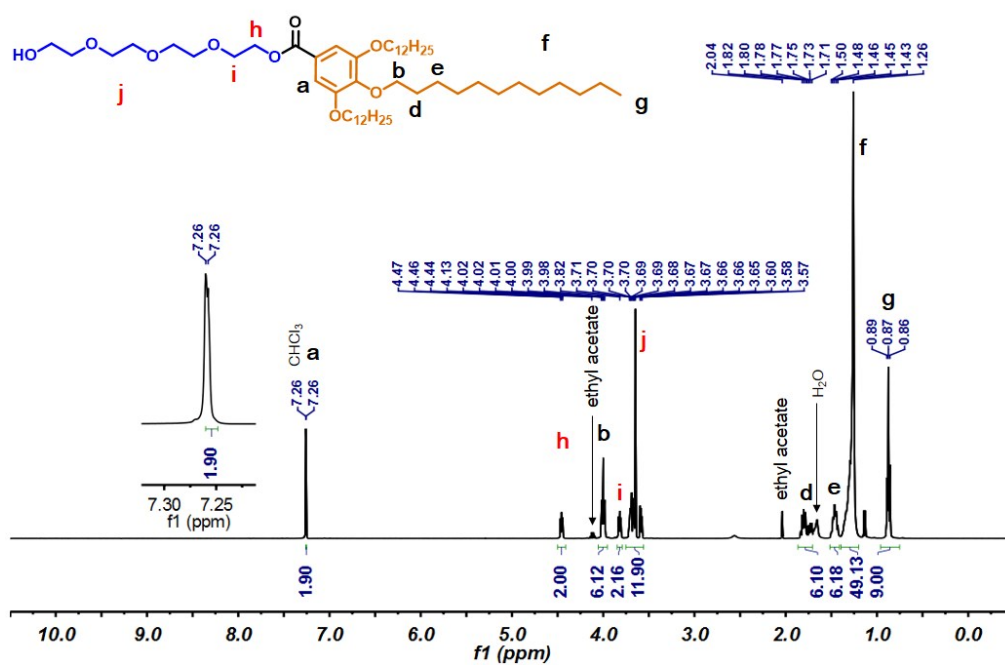 h
O
OC12H25
f
HO
O
O
O
O
i
a
b
e
O
j
d
g
OC12H25
2.04
1.82
1.80
1.78
1.77
1.75
1.73
1.71
1.50
1.48
1.46
1.45
1.43
1.26
f
7.26
7.26
4.47
4.46
4.44
4.13
4.02
4.02
4.01
4.00
3.99
3.98
3.82
3.71
3.70
3.70
3.70
3.69
3.69
3.68
3.67
3.67
3.66
3.66
3.65
3.60
3.58
3.57
g
0.89
0.87
0.86
CHCl3
a
7.26
7.26
ethyl acetate
j
h
b
i
ethyl acetate
H2O
d
e
1.90
7.30
7.25
f1 (ppm)
1.90
2.00
6.12
2.16
11.90
6.10
6.18
49.13
9.00
10.0 9.0 8.0 7.0 6.0 5.0 4.0 3.0 2.0 1.0 0.0
f1 (ppm)